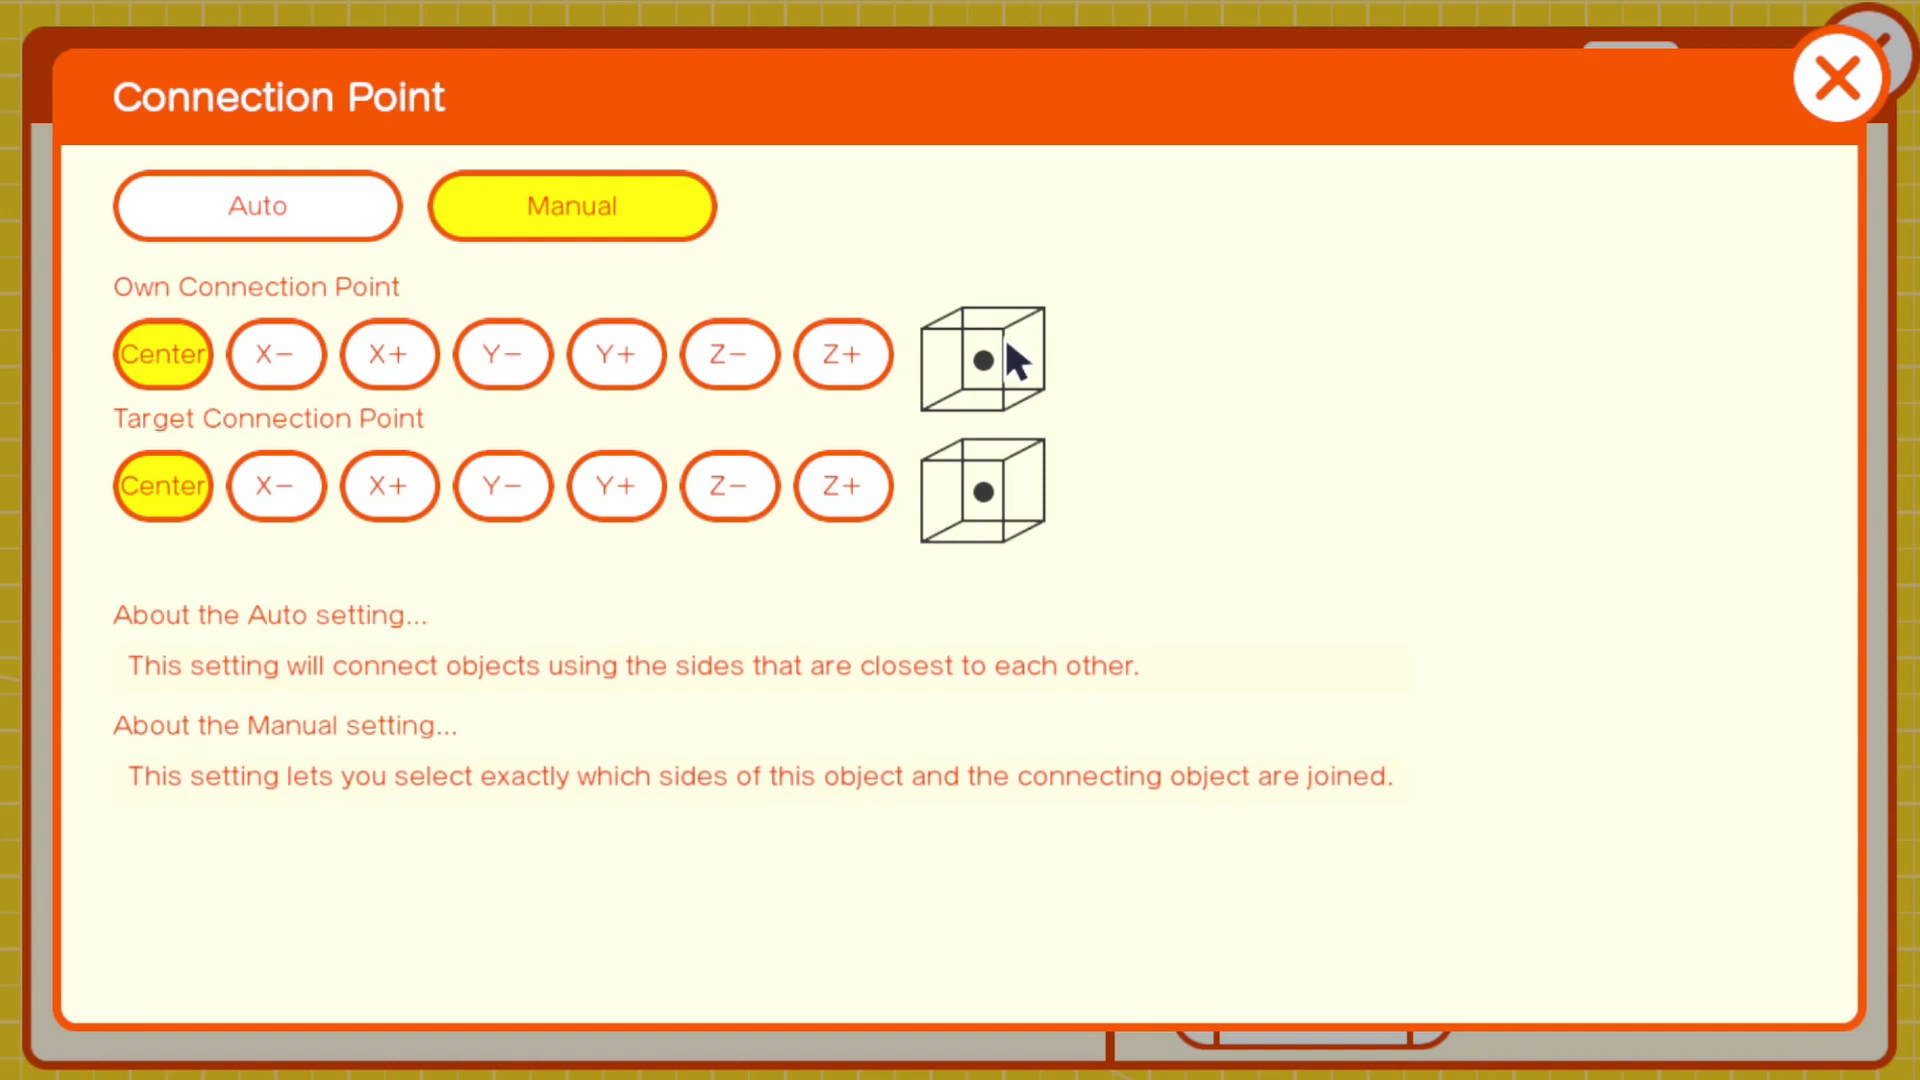 Connection Point
Auto Manual
Own Connection Point
Center X− X+ Y− Y+ Z− Z+
Target Connection Point
Center X− X+ Y− Y+ Z− Z+
About the Auto setting...
This setting will connect objects using the sides that are closest to each other.
About the Manual setting...
This setting lets you select exactly which sides of this object and the connecting object are joined.